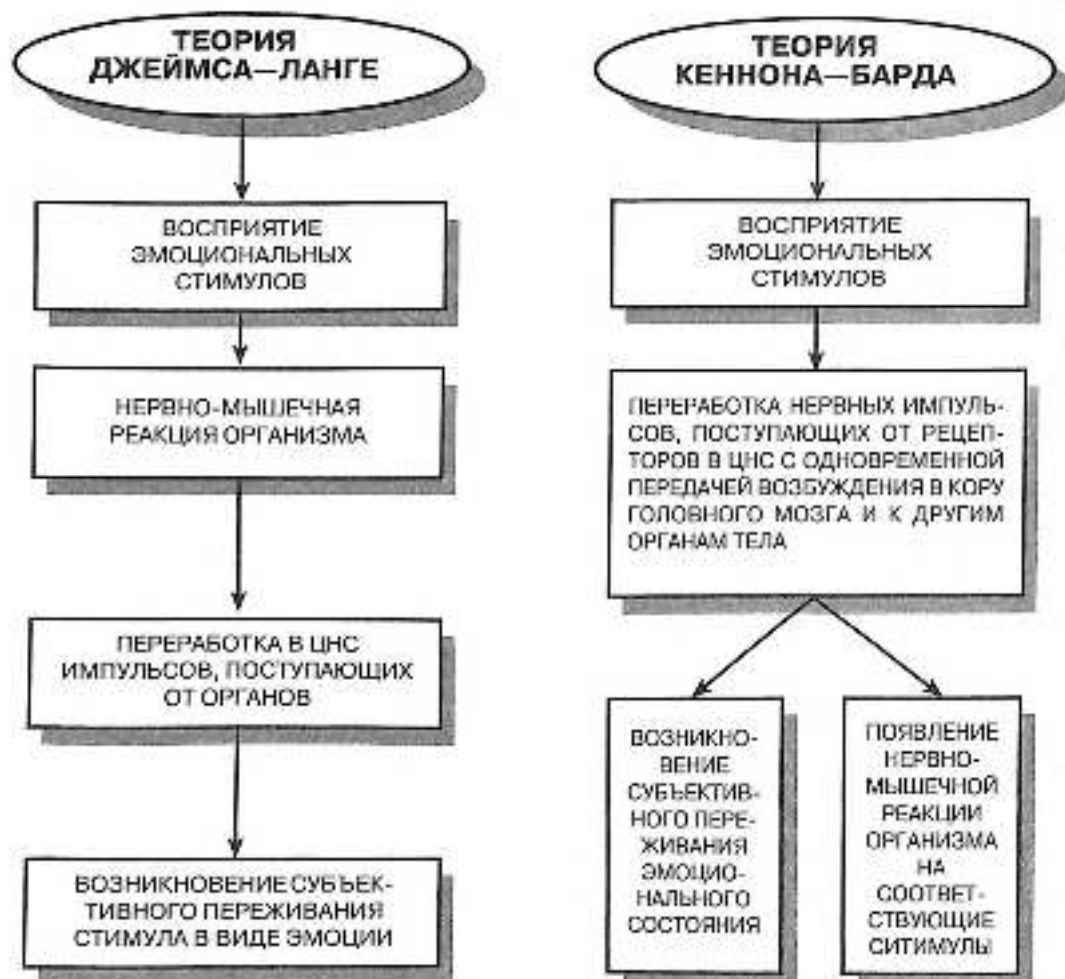 ТЕОРИЯ
ДЖЕЙМСА—ЛАНГЕ
ВОСПРИЯТИЕ
ЭМОЦИОНАЛЬНЫХ
СТИМУЛОВ
НЕРВНО-МЫШЕЧНАЯ
РЕАКЦИЯ ОРГАНИЗМА
ПЕРЕРАБОТКА В ЦНС
ИМПУЛЬСОВ, ПОСТУПАЮЩИХ
ОТ ОРГАНОВ
ВОЗНИКНОВЕНИЕ СУБЪЕК-
ТИВНОГО ПЕРЕЖИВАНИЯ
СТИМУЛА В ВИДЕ ЭМОЦИИ
ТЕОРИЯ
КЕННОНА—БАРДА
ВОСПРИЯТИЕ
ЭМОЦИОНАЛЬНЫХ
СТИМУЛОВ
ПЕРЕРАБОТКА НЕРВНЫХ ИМПУЛЬ-
СОВ, ПОСТУПАЮЩИХ ОТ РЕЦЕП-
ТОРОВ В ЦНС С ОДНОВРЕМЕННОЙ
ПЕРЕДАЧЕЙ ВОЗБУЖДЕНИЯ В КОРУ
ГОЛОВНОГО МОЗГА И К ДРУГИМ
ОРГАНАМ ТЕЛА
ВОЗНИКНО-
ВЕНИЕ
СУБЪЕКТИВ-
НОГО ПЕРЕ-
ЖИВАНИЯ
ЭМОЦИО-
НАЛЬНОГО
СОСТОЯНИЯ
ПОЯВЛЕНИЕ
НЕРВНО-
МЫШЕЧНОЙ
РЕАКЦИИ
ОРГАНИЗМА
НА
СООТВЕТ-
СТВУЮЩИЕ
СИТИМУЛЫ